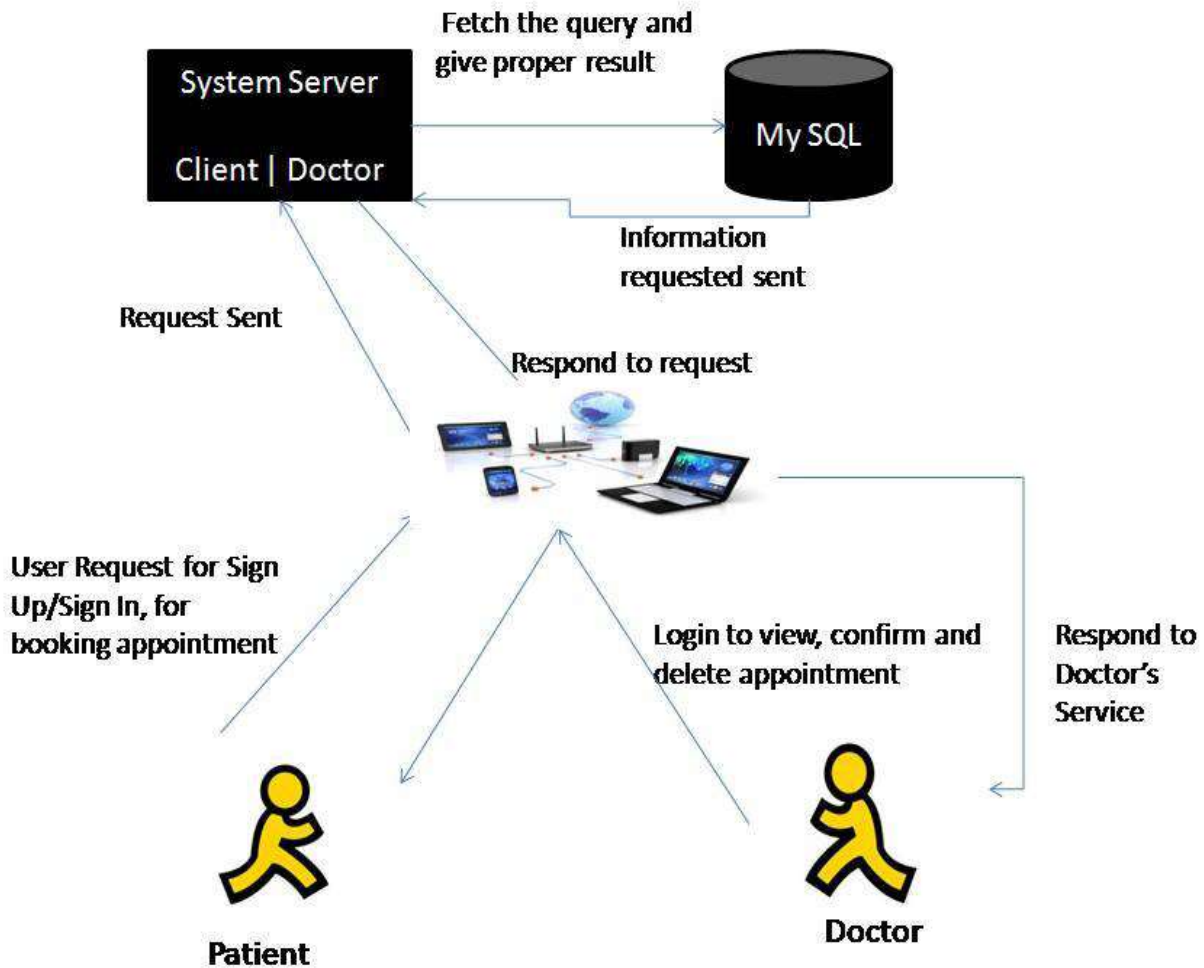 Fetch the query and
give proper result
System Server
Client | Doctor
My SQL
Information
requested sent
Request Sent
Respond to request
User Request for Sign
Up/Sign In, for
booking appointment
Login to view, confirm and
delete appointment
Respond to
Doctor's
Service
Patient
Doctor